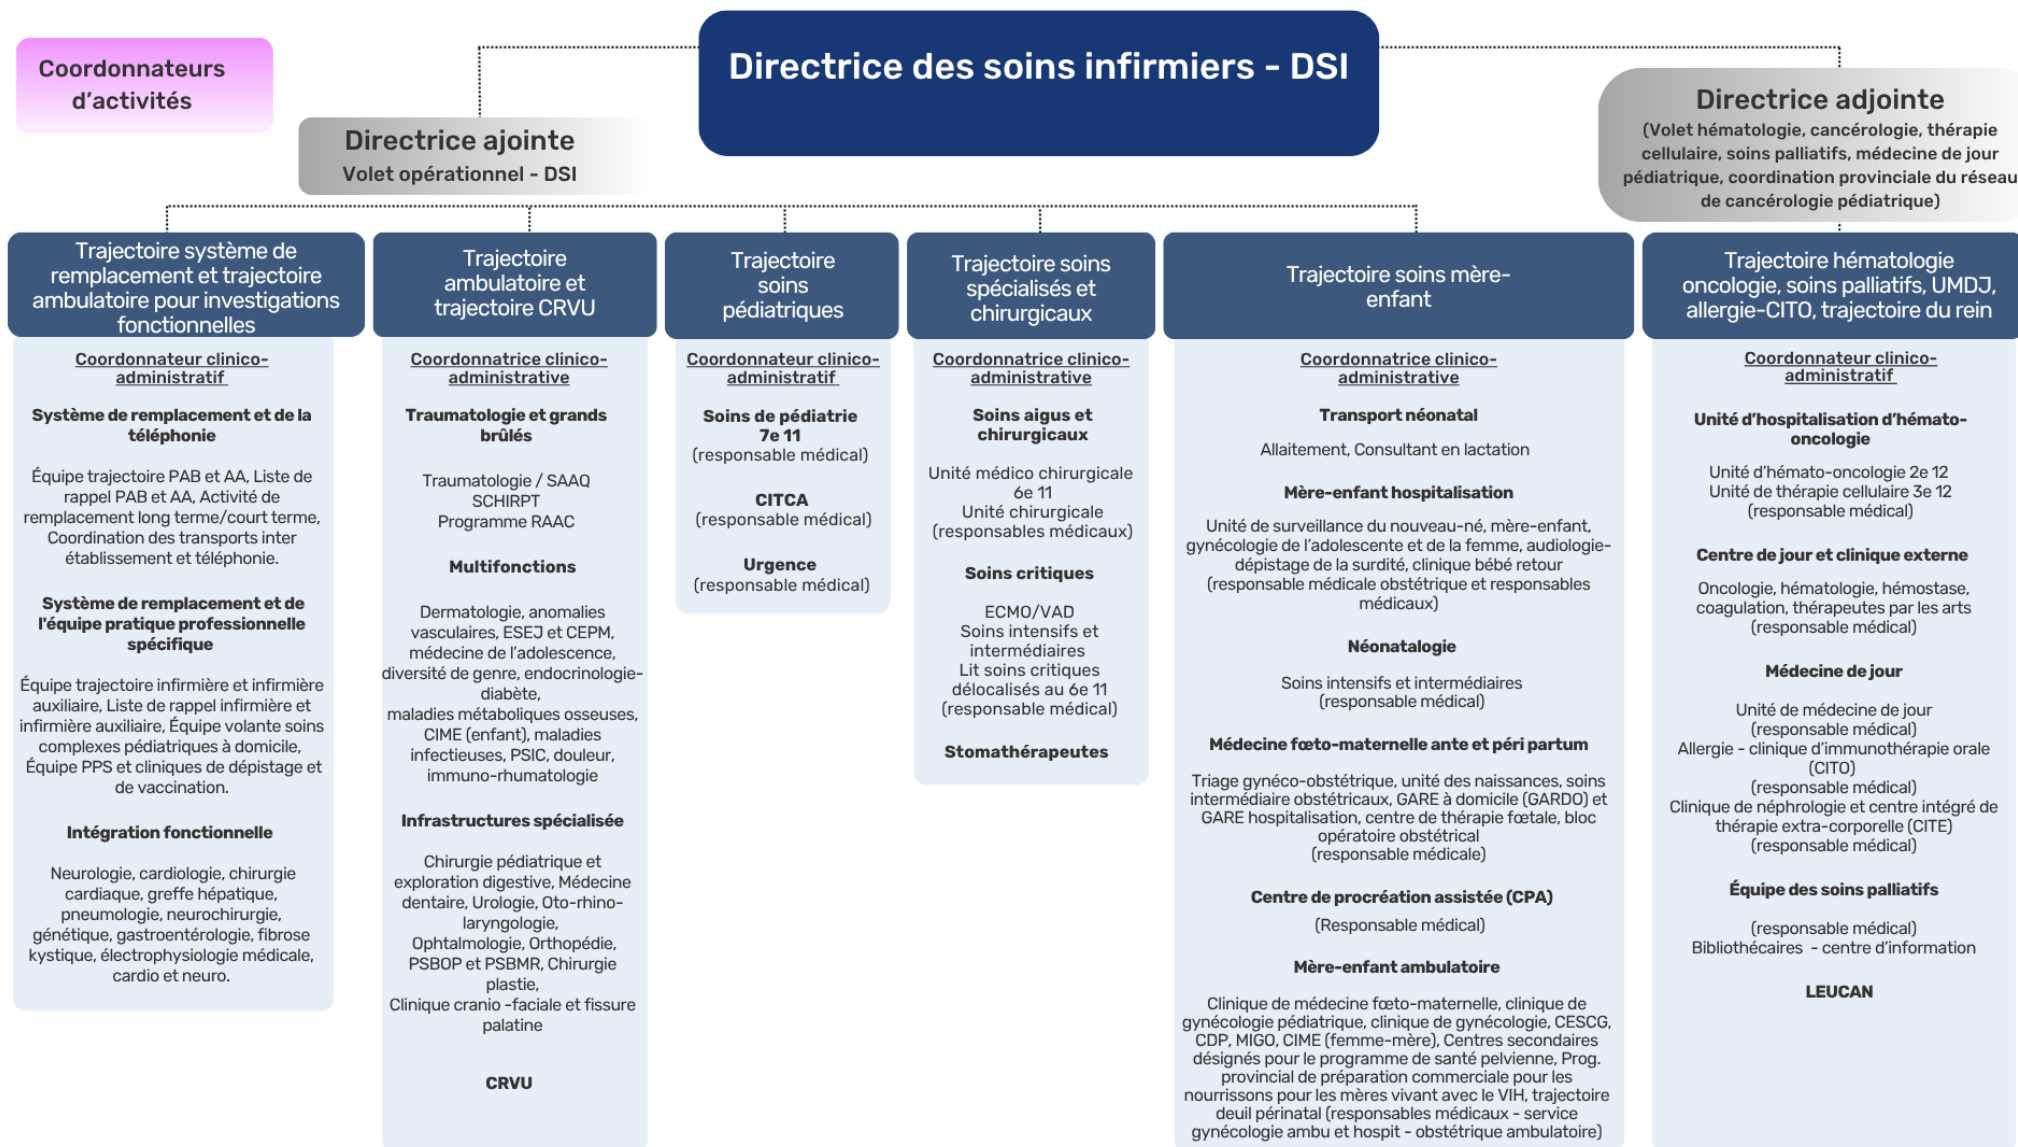 Coordonnateurs
d'activités
Directrice des soins infirmiers - DSI
Directrice ajointe
Volet opérationnel - DSI
Directrice adjointe
(Volet hématologie, cancérologie, thérapie
cellulaire, soins palliatifs, médecine de jour
pédiatrique, coordination provinciale du réseau
de cancérologie pédiatrique)
Trajectoire système de
remplacement et trajectoire
ambulatoire pour investigations
fonctionnelles
Coordonnateur clinico-
administratif
Système de remplacement et de la
téléphonie
Équipe trajectoire PAB et AA, Liste de
rappel PAB et AA, Activité de
remplacement long terme/court terme,
Coordination des transports inter
établissement et téléphonie.
Système de remplacement et de
l'équipe pratique professionnelle
spécifique
Équipe trajectoire infirmière et infirmière
auxiliaire, Liste de rappel infirmière et
infirmière auxiliaire, Équipe volante soins
complexes pédiatriques à domicile,
Équipe PPS et cliniques de dépistage et
de vaccination.
Intégration fonctionnelle
Neurologie, cardiologie, chirurgie
cardiaque, greffe hépatique,
pneumologie, neurochirurgie,
génétique, gastroentérologie, fibrose
kystique, électrophysiologie médicale,
cardio et neuro.
Trajectoire
ambulatoire et
trajectoire CRVU
Coordonnatrice clinico-
administrative
Traumatologie et grands
brûlés
Traumatologie / SAAQ
SCHIRPT
Programme RAAC
Multifonctions
Dermatologie, anomalies
vasculaires, ESEJ et CEPM,
médecine de l'adolescence,
diversité de genre, endocrinologie-
diabète,
maladies métaboliques osseuses,
CIME (enfant), maladies
infectieuses, PSIC, douleur,
immuno-rhumatologie
Infrastructures spécialisée
Chirurgie pédiatrique et
exploration digestive, Médecine
dentaire, Urologie, Oto-rhino-
laryngologie,
Ophtalmologie, Orthopédie,
PSBOP et PSBMR, Chirurgie
plastie,
Clinique cranio -faciale et fissure
palatine
CRVU
Trajectoire
soins
pédiatriques
Coordonnateur clinico-
administratif
Soins de pédiatrie
7e 11
(responsable médical)
CITCA
(responsable médical)
Urgence
(responsable médical)
Trajectoire soins
spécialisés et
chirurgicaux
Coordonnatrice clinico-
administrative
Soins aigus et
chirurgicaux
Unité médico chirurgicale
6e 11
Unité chirurgicale
(responsables médicaux)
Soins critiques
ECMO/VAD
Soins intensifs et
intermédiaires
Lit soins critiques
délocalisés au 6e 11
(responsable médical)
Stomathérapeutes
Trajectoire soins mère-
enfant
Coordonnatrice clinico-
administrative
Transport néonatal
Allaitement, Consultant en lactation
Mère-enfant hospitalisation
Unité de surveillance du nouveau-né, mère-enfant,
gynécologie de l'adolescente et de la femme, audiologie-
dépistage de la surdité, clinique bébé retour
(responsable médicale obstétrique et responsables
médicaux)
Néonatalogie
Soins intensifs et intermédiaires
(responsable médical)
Médecine fœto-maternelle ante et péri partum
Triage gynéco-obstétrique, unité des naissances, soins
intermédiaire obstétricaux, GARE à domicile (GARDO) et
GARE hospitalisation, centre de thérapie fœtale, bloc
opératoire obstétrical
(responsable médicale)
Centre de procréation assistée (CPA)
(Responsable médical)
Mère-enfant ambulatoire
Clinique de médecine fœto-maternelle, clinique de
gynécologie pédiatrique, clinique de gynécologie, CESCG,
CDP, MIGO, CIME (femme-mère), Centres secondaires
désignés pour le programme de santé pelvienne, Prog.
provincial de préparation commerciale pour les
nourrissons pour les mères vivant avec le VIH, trajectoire
deuil périnatal (responsables médicaux - service
gynécologie ambu et hospit - obstétrique ambulatoire)
Trajectoire hématologie
oncologie, soins palliatifs, UMDJ,
allergie-CITO, trajectoire du rein
Coordonnateur clinico-
administratif
Unité d'hospitalisation d'hémato-
oncologie
Unité d'hémato-oncologie 2e 12
Unité de thérapie cellulaire 3e 12
(responsable médical)
Centre de jour et clinique externe
Oncologie, hématologie, hémostase,
coagulation, thérapeutes par les arts
(responsable médical)
Médecine de jour
Unité de médecine de jour
(responsable médical)
Allergie - clinique d'immunothérapie orale
(CITO)
(responsable médical)
Clinique de néphrologie et centre intégré de
thérapie extra-corporelle (CITE)
(responsable médical)
Équipe des soins palliatifs
(responsable médical)
Bibliothécaires - centre d'information
LEUCAN